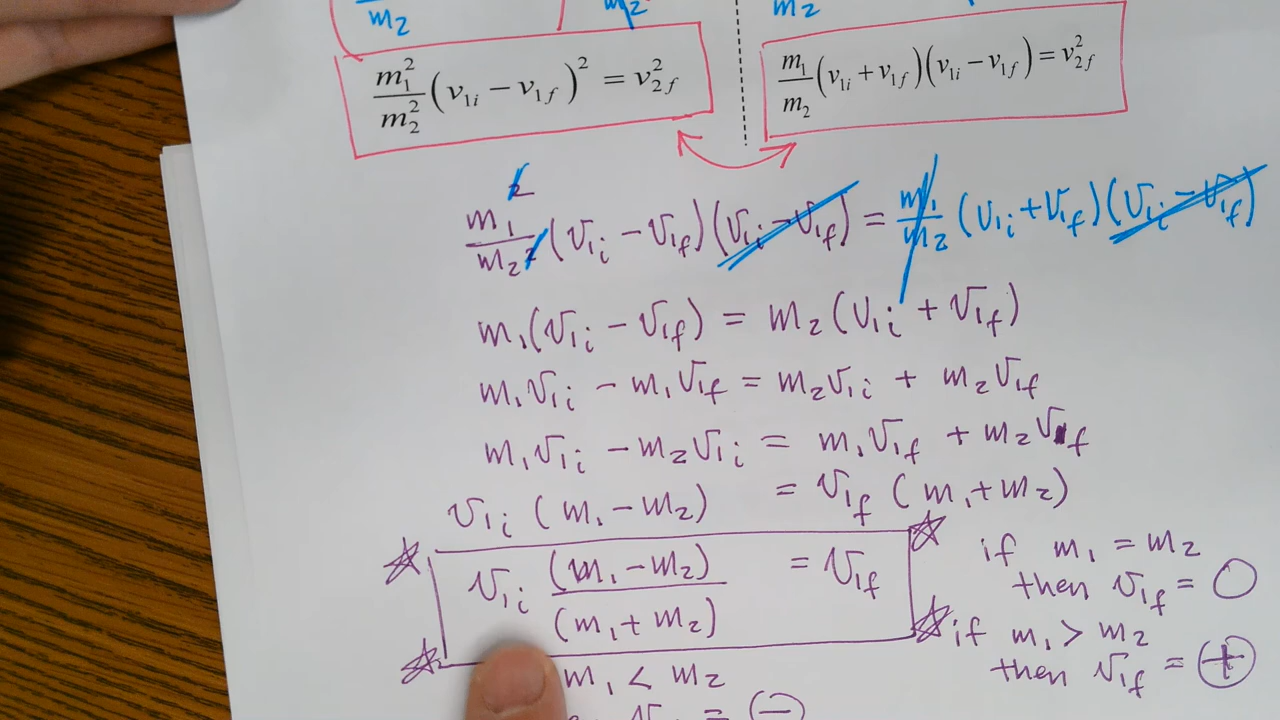 m₂ m₂ m₂
m₁²/m₂² (v₁ᵢ − v₁f)² = v₂f² m₁/m₂ (v₁ᵢ + v₁f)(v₁ᵢ − v₁f) = v₂f²
m₁²/m₂² (v₁ᵢ − v₁f)(v₁ᵢ − v₁f) = m₁/m₂ (v₁ᵢ + v₁f)(v₁ᵢ − v₁f)
m₁(v₁ᵢ − v₁f) = m₂(v₁ᵢ + v₁f)
m₁v₁ᵢ − m₁v₁f = m₂v₁ᵢ + m₂v₁f
m₁v₁ᵢ − m₂v₁ᵢ = m₁v₁f + m₂v₁f
v₁ᵢ (m₁ − m₂) = v₁f (m₁ + m₂)
v₁ᵢ (m₁ − m₂)/(m₁ + m₂) = v₁f
if m₁ = m₂
then v₁f = 0
if m₁ > m₂
then v₁f = +
m₁ < m₂
= −